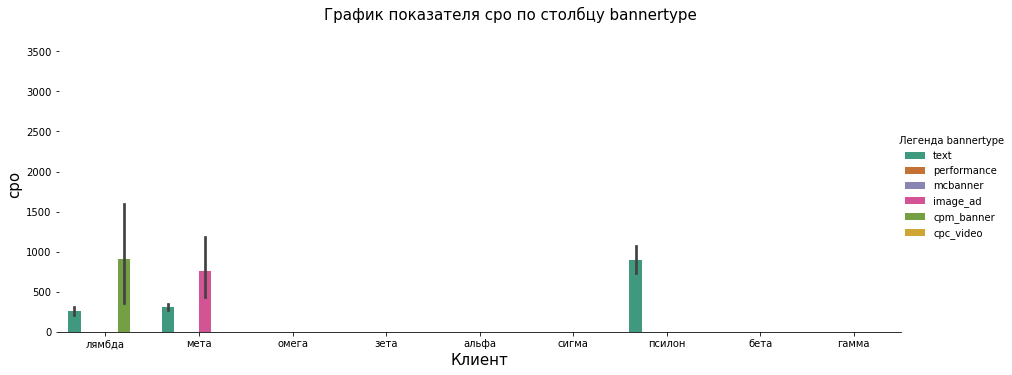 График показателя cpo по столбцу bannertype
3500
3000
2500
2000
1500
1000
500
0
cpo
лямбда мета омега зета альфа сигма псилон бета гамма
Клиент
Легенда bannertype
text
performance
mcbanner
image_ad
cpm_banner
cpc_video